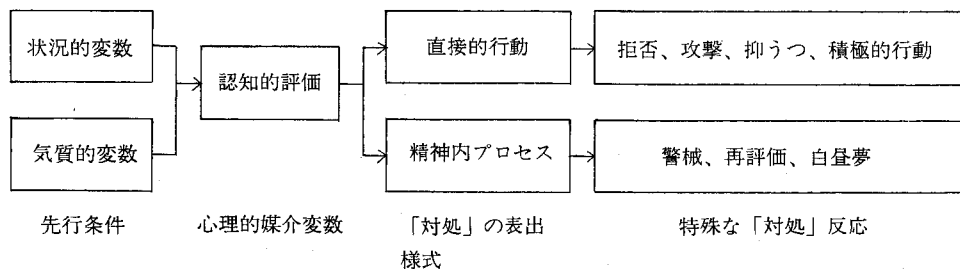 状況的変数
気質的変数
認知的評価
直接的行動
精神内プロセス
拒否、攻撃、抑うつ、積極的行動
警械、再評価、白昼夢
先行条件
心理的媒介変数
「対処」の表出
様式
特殊な「対処」反応